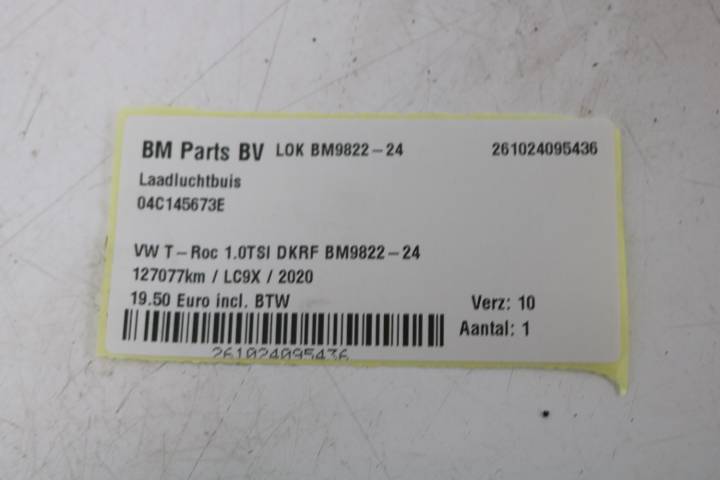 BM Parts BV LOK BM9822-24 261024095436
Laadluchtbuis
04C145673E
VW T-Roc 1.0TSI DKRF BM9822-24
127077km / LC9X / 2020
19.50 Euro incl. BTW Verz: 10
Aantal: 1
261024095436